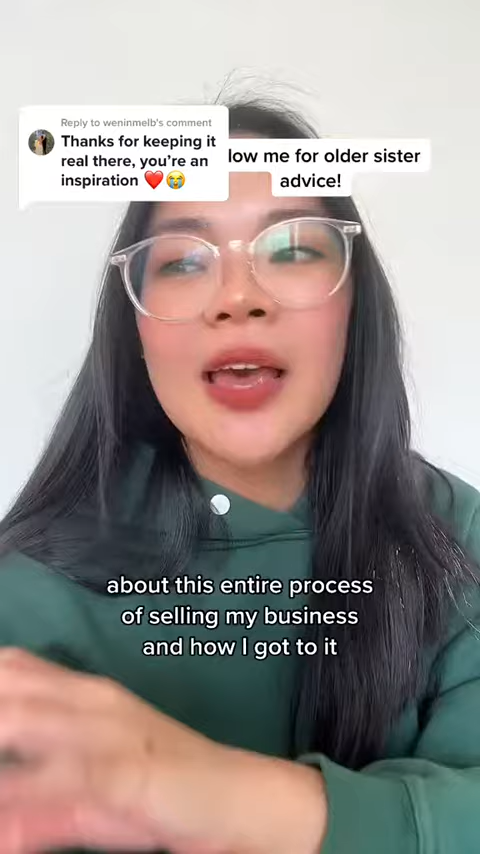 Reply to weninmelb's comment
Thanks for keeping it
real there, you're an
inspiration ❤️😭
low me for older sister
advice!
about this entire process
of selling my business
and how I got to it